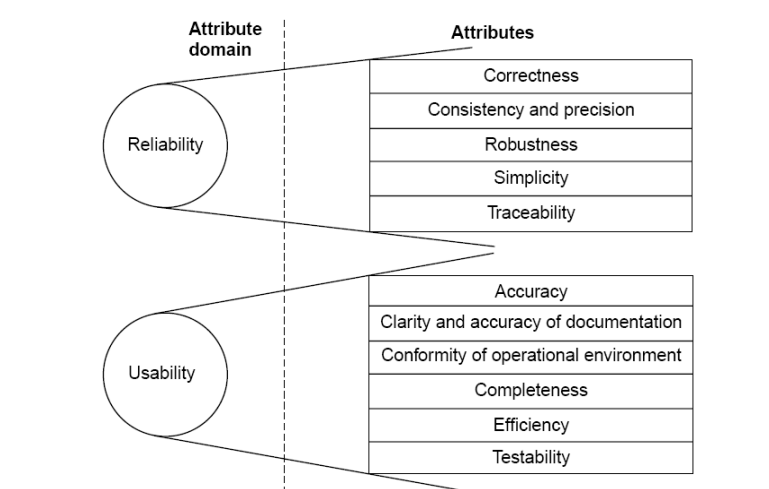 Attribute
domain
Attributes
Reliability
Correctness
Consistency and precision
Robustness
Simplicity
Traceability
Usability
Accuracy
Clarity and accuracy of documentation
Conformity of operational environment
Completeness
Efficiency
Testability